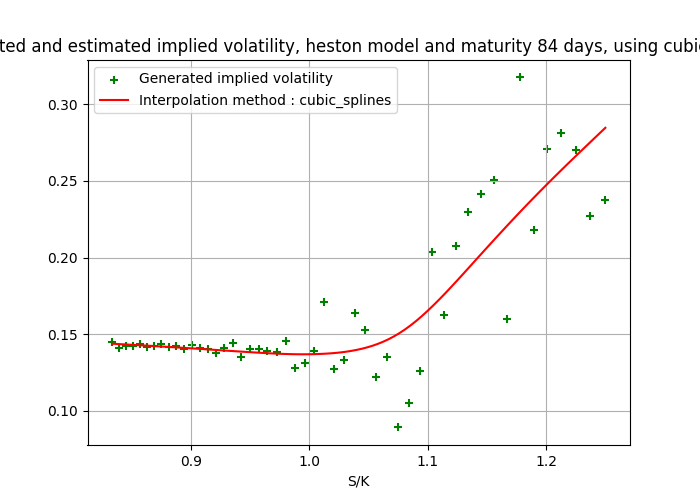 ted and estimated implied volatility, heston model and maturity 84 days, using cubic
Generated implied volatility
Interpolation method : cubic_splines
0.30
0.25
0.20
0.15
0.10
0.9
1.0
1.1
1.2
S/K